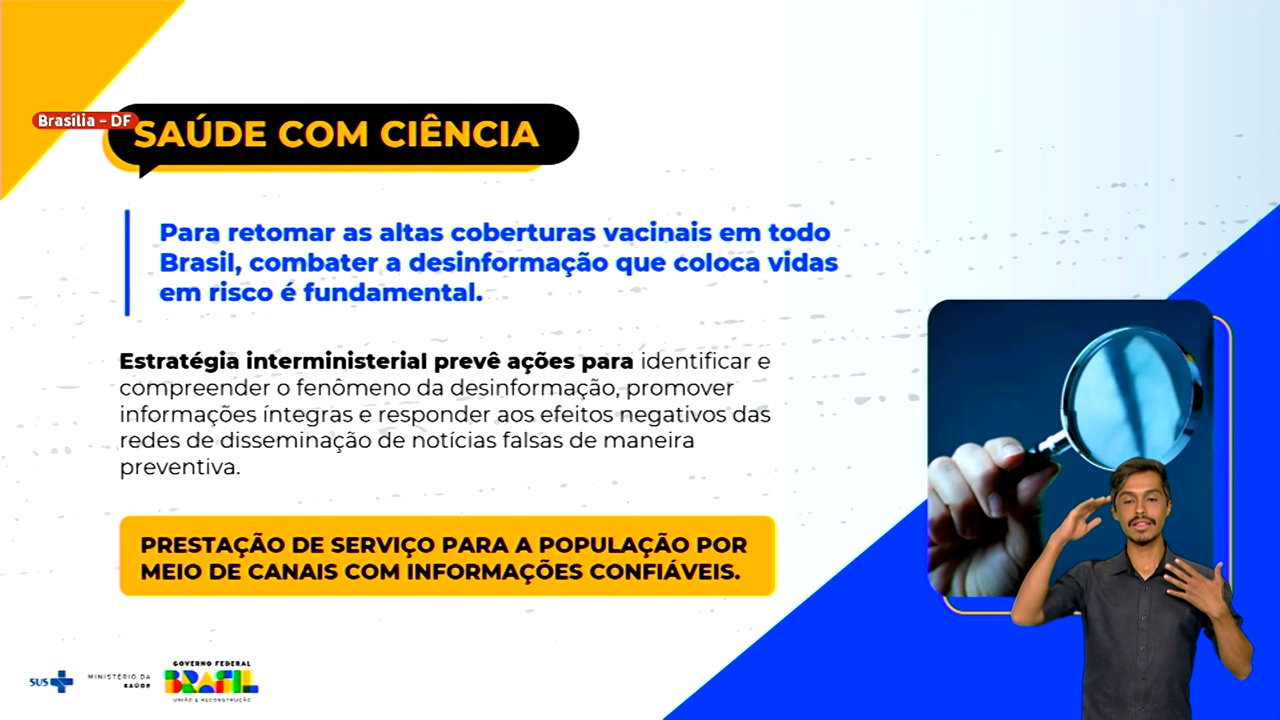 Brasília - DF
SAÚDE COM CIÊNCIA
Para retomar as altas coberturas vacinais em todo
Brasil, combater a desinformação que coloca vidas
em risco é fundamental.
Estratégia interministerial prevê ações para identificar e
compreender o fenômeno da desinformação, promover
informações íntegras e responder aos efeitos negativos das
redes de disseminação de notícias falsas de maneira
preventiva.
PRESTAÇÃO DE SERVIÇO PARA A POPULAÇÃO POR
MEIO DE CANAIS COM INFORMAÇÕES CONFIÁVEIS.
SUS
MINISTÉRIO DA
SAÚDE
GOVERNO FEDERAL
BRASIL
UNIÃO E RECONSTRUÇÃO